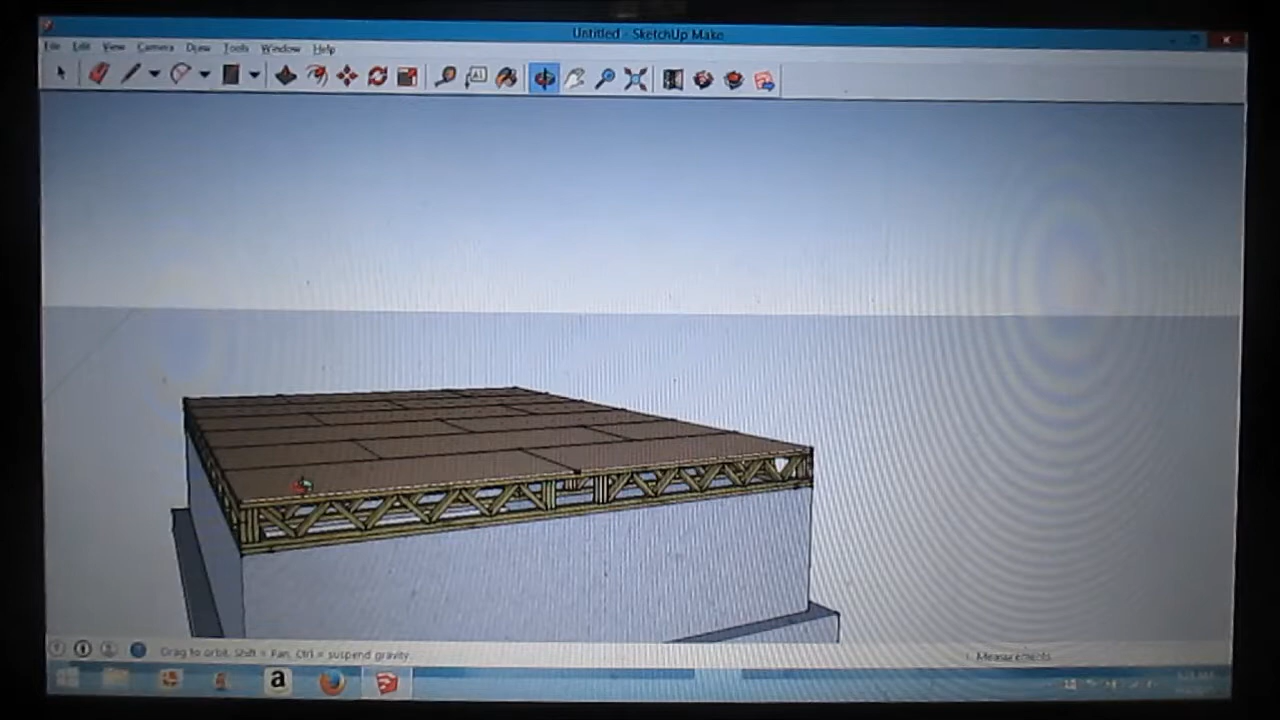 Untitled - SketchUp Make
File Edit View Camera Draw Tools Window Help
A1
Drag to orbit. Shift = Pan, Ctrl = suspend gravity.
Measurements
a